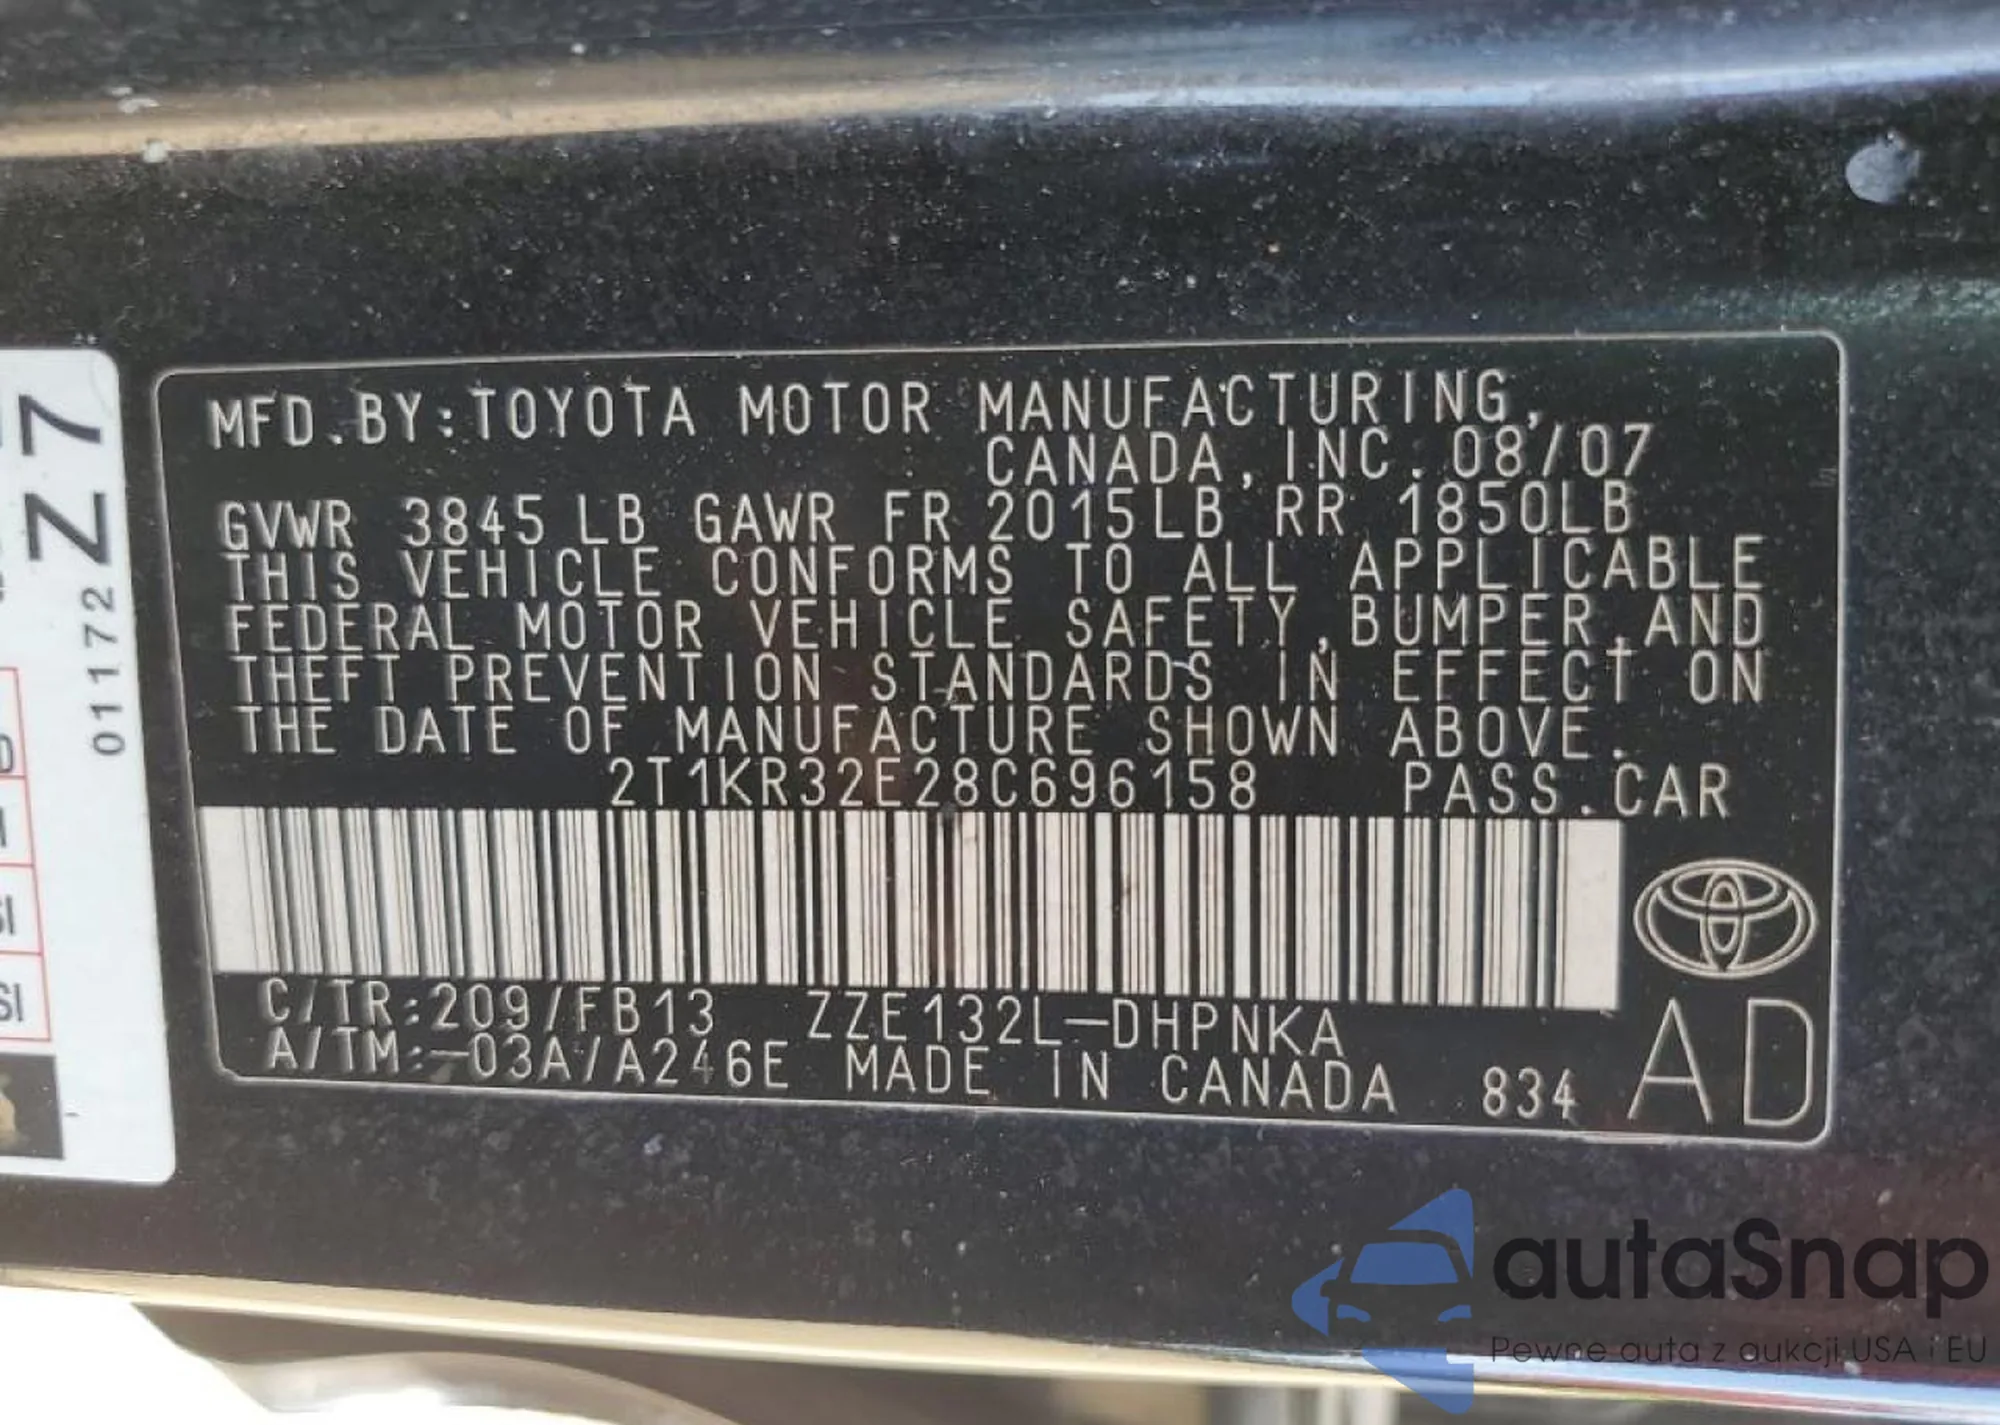 MFD.BY:TOYOTA MOTOR MANUFACTURING,
CANADA,INC. 08/07
GVWR 3845LB GAWR FR 2015LB RR 1850LB
THIS VEHICLE CONFORMS TO ALL APPLICABLE
FEDERAL MOTOR VEHICLE SAFETY,BUMPER,AND
THEFT PREVENTION STANDARDS IN EFFECT ON
THE DATE OF MANUFACTURE SHOWN ABOVE.
2T1KR32E28C696158 PASS.CAR
C/TR:209/FB13 ZZE132L-DHPNKA
A/TM:-03A/A246E MADE IN CANADA 834
AD
Z7
01172
SI
SI
autaSnap
Pewne auta z aukcji USA i EU